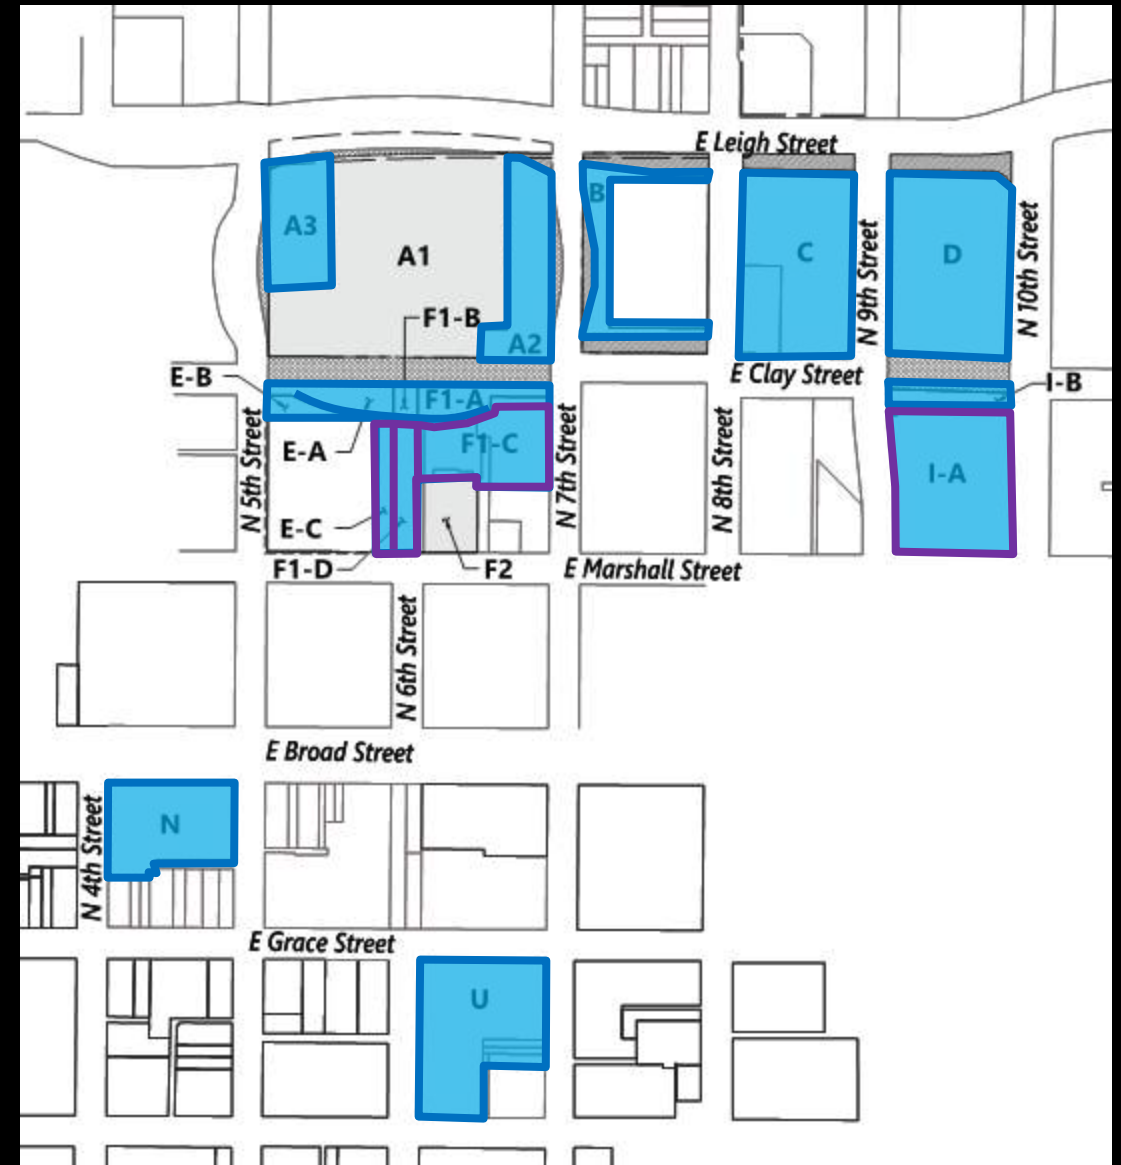 E Leigh Street
A3
A1
B
C
D
N 9th Street
N 10th Street
F1-B
A2
E-B
E Clay Street
I-B
F1-A
N 5th Street
E-A
F1-C
N 7th Street
N 8th Street
I-A
E-C
F1-D
F2
E Marshall Street
N 6th Street
E Broad Street
N 4th Street
N
E Grace Street
U